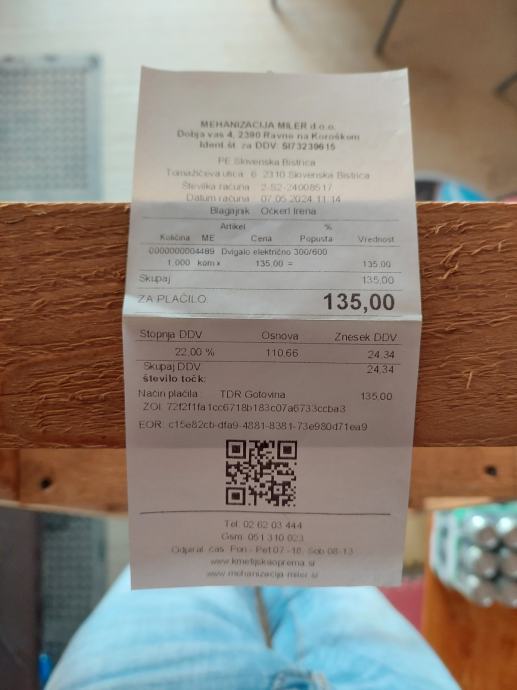 MEHANIZACIJA MILER d.o.o.
Dobja vas 4, 2390 Ravne na Koroškem
Ident.št. za DDV: SI73239615
PE Slovenska Bistrica
Tomažičeva ulica 6 2310 Slovenska Bistrica
Številka računa 2-S2-24008517
Datum računa 07.05.2024 11:14
Blagajnik Očkerl Irena
Artikel %
Količina ME Cena Popusta Vrednost
0000000004489 Dvigalo električno 300/600
1,000 kom x 135,00 = 135,00
Skupaj 135,00
ZA PLAČILO: 135,00
Stopnja DDV Osnova Znesek DDV
22,00 % 110,66 24,34
Skupaj DDV 24,34
število točk:
Način plačila : TDR Gotovina 135,00
ZOI: 72f2f1fa1cc6718b183c07a6733ccba3
EOR: c15e82cb-dfa9-4881-8381-73e980d71ea9
Tel: 02 62 03 444
Gsm: 051 310 023
Odpiral. čas: Pon - Pet 07 -18, Sob 08-13
www.kmetijskaoprema.si
www.mehanizacija-miler.si